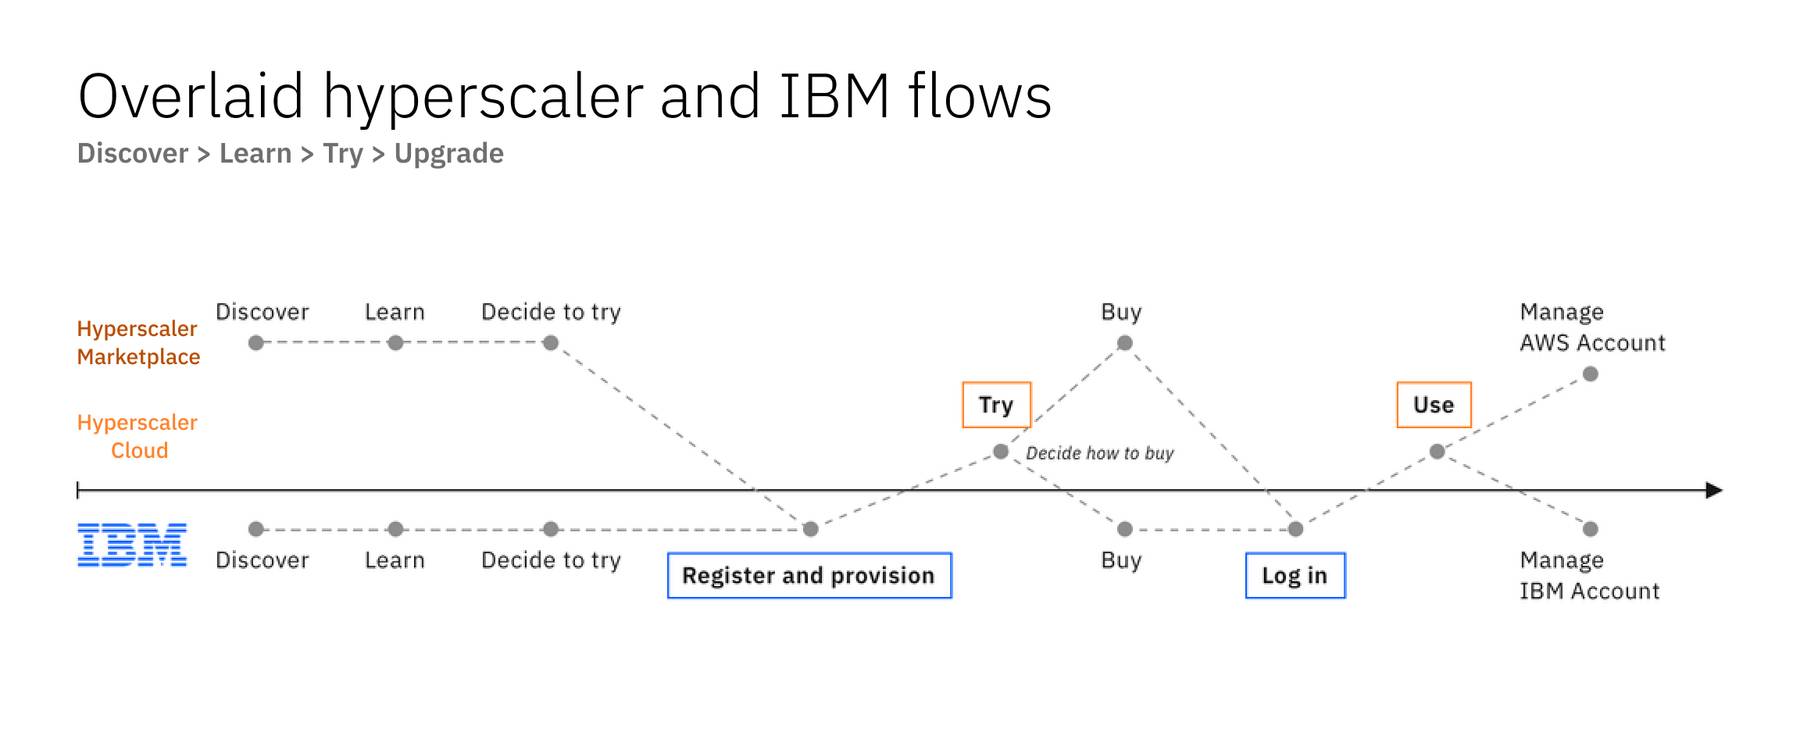 Overlaid hyperscaler and IBM flows
Discover > Learn > Try > Upgrade
Hyperscaler
Marketplace
Discover
Learn
Decide to try
Buy
Manage
AWS Account
Hyperscaler
Cloud
Try
Decide how to buy
Use
IBM
Discover
Learn
Decide to try
Register and provision
Buy
Log in
Manage
IBM Account